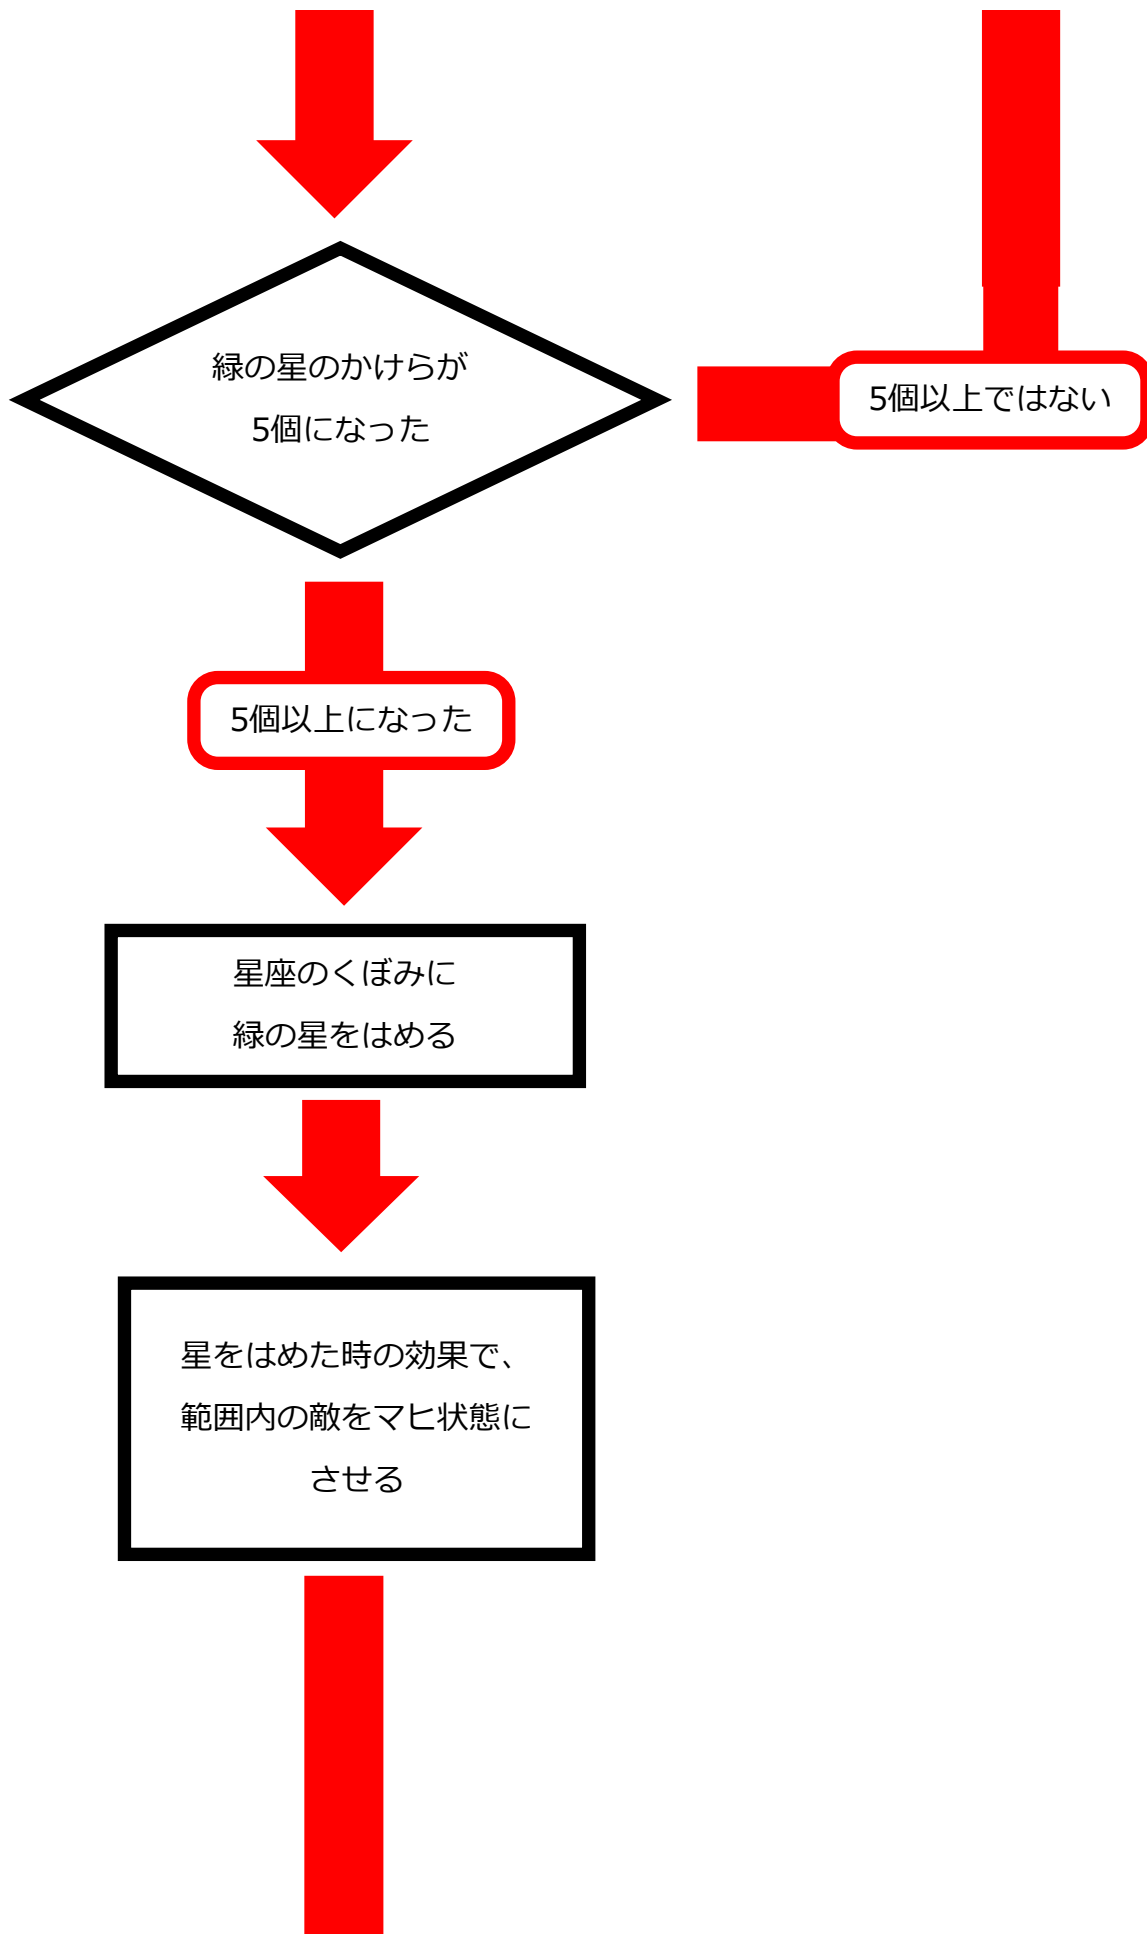 緑の星のかけらが
5個になった
5個以上ではない
5個以上になった
星座のくぼみに
緑の星をはめる
星をはめた時の効果で、
範囲内の敵をマヒ状態に
させる